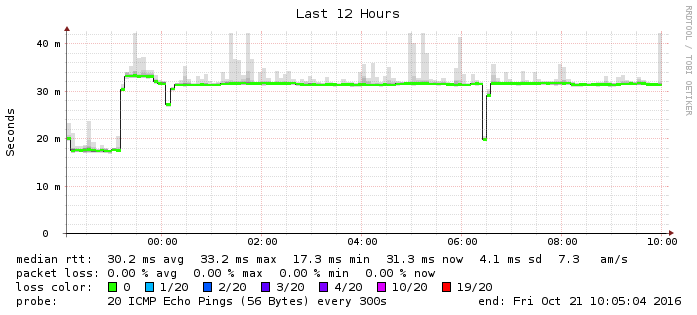 Last 12 Hours
RRDTOOL / TOBI OETIKER
Seconds
40 m
30 m
20 m
10 m
0
00:00 02:00 04:00 06:00 08:00 10:00
median rtt: 30.2 ms avg 33.2 ms max 17.3 ms min 31.3 ms now 4.1 ms sd 7.3 am/s
packet loss: 0.00 % avg 0.00 % max 0.00 % min 0.00 % now
loss color: 0 1/20 2/20 3/20 4/20 10/20 19/20
probe: 20 ICMP Echo Pings (56 Bytes) every 300s end: Fri Oct 21 10:05:04 2016